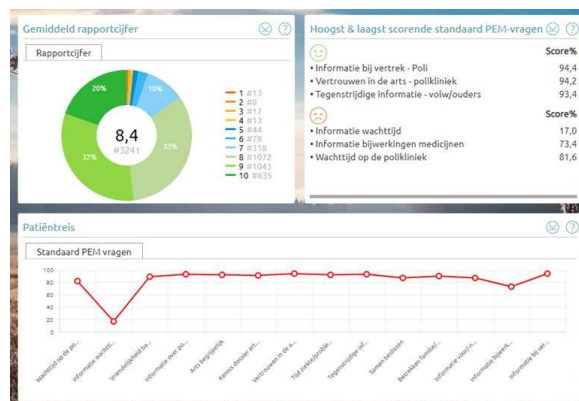 Gemiddeld rapportcijfer
Rapportcijfer
20%
10%
33%
32%
8,4
#3241
1 #13
2 #8
3 #17
4 #13
5 #44
6 #78
7 #318
8 #1072
9 #1043
10 #635
Hoogst & laagst scorende standaard PEM-vragen
Score%
• Informatie bij vertrek - Poli 94,4
• Vertrouwen in de arts - polikliniek 94,2
• Tegenstrijdige informatie - volw/ouders 93,4
Score%
• Informatie wachttijd 17,0
• Informatie bijwerkingen medicijnen 73,4
• Wachttijd op de polikliniek 81,6
Patiëntreis
Standaard PEM vragen
100
80
60
40
20
0
Wachttijd op de po...
Informatie wachtti...
Vriendelijkheid ba...
Informatie over po...
Arts begrijpelijk
Kennis dossier art...
Vertrouwen in de a...
Tijd ziekte/proble...
Tegenstrijdige inf...
Samen beslissen
Betrekken familie/...
Informatie voor/n...
Informatie bijwerk...
Informatie bij ver...